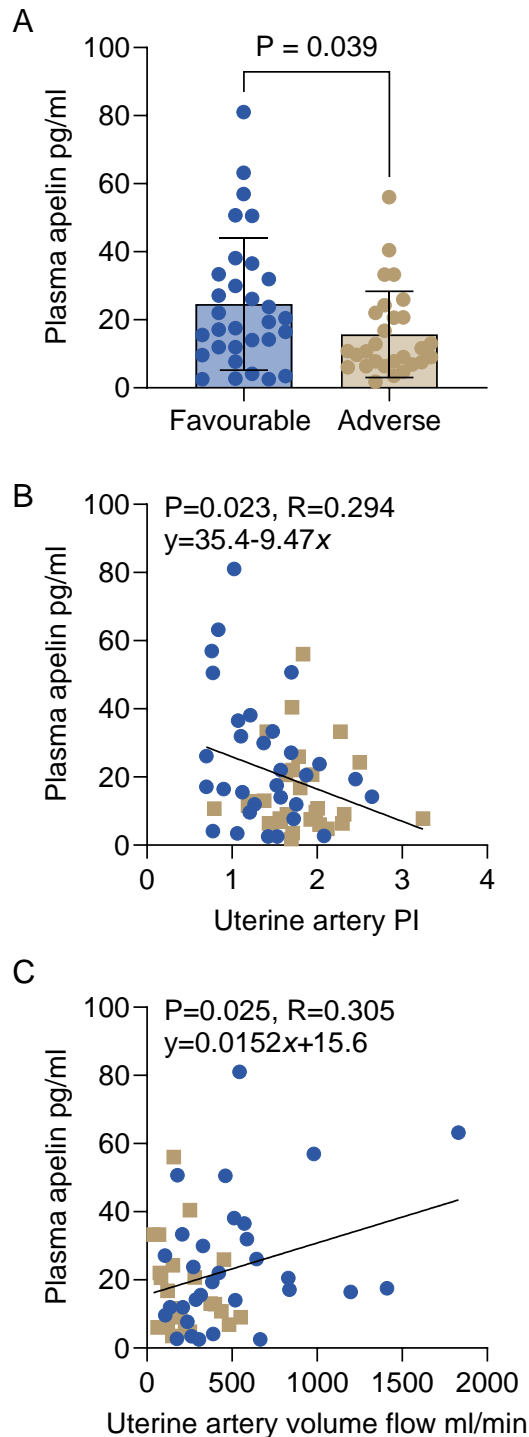 A
P = 0.039
Plasma apelin pg/ml
100
80
60
40
20
0
Favourable Adverse
B
P=0.023, R=0.294
y=35.4-9.47x
Plasma apelin pg/ml
100
80
60
40
20
0
0 1 2 3 4
Uterine artery PI
C
P=0.025, R=0.305
y=0.0152x+15.6
Plasma apelin pg/ml
100
80
60
40
20
0
0 500 1000 1500 2000
Uterine artery volume flow ml/min